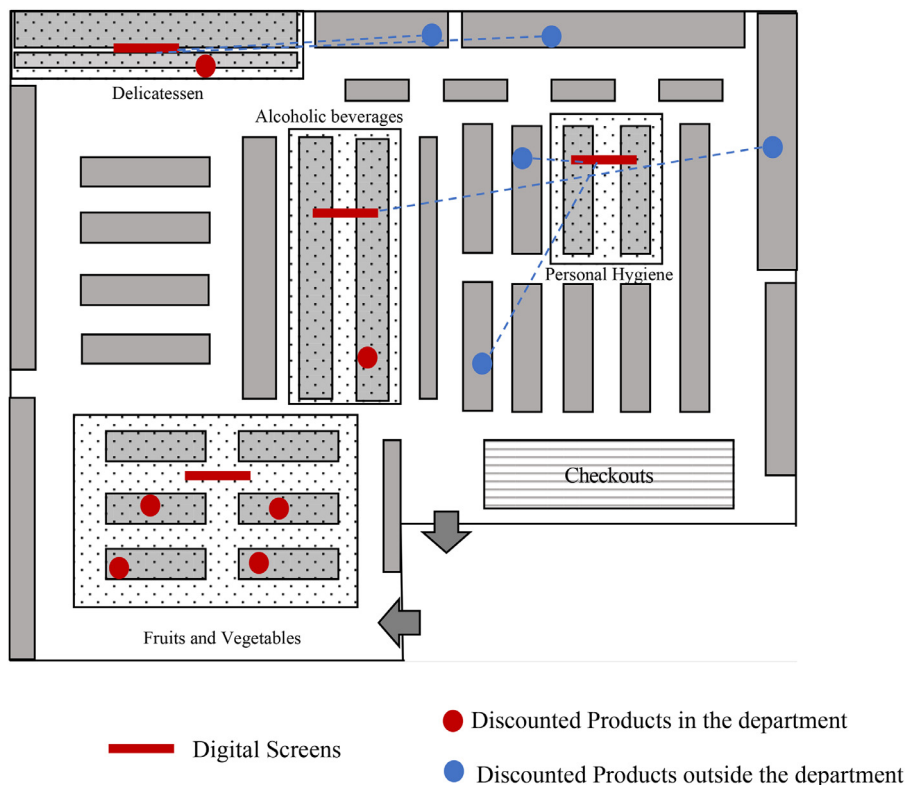 Delicatessen
Alcoholic beverages
Personal Hygiene
Checkouts
Fruits and Vegetables
Digital Screens
Discounted Products in the department
Discounted Products outside the department